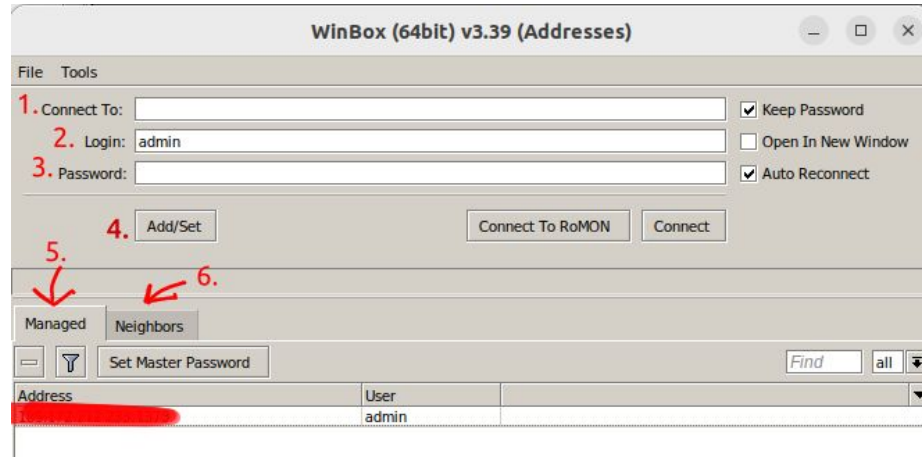 WinBox (64bit) v3.39 (Addresses)
File Tools
1. Connect To: Keep Password
2. Login: admin Open In New Window
3. Password: Auto Reconnect
4. Add/Set Connect To RoMON Connect
5.
6.
Managed Neighbors
Set Master Password Find all
Address User
admin